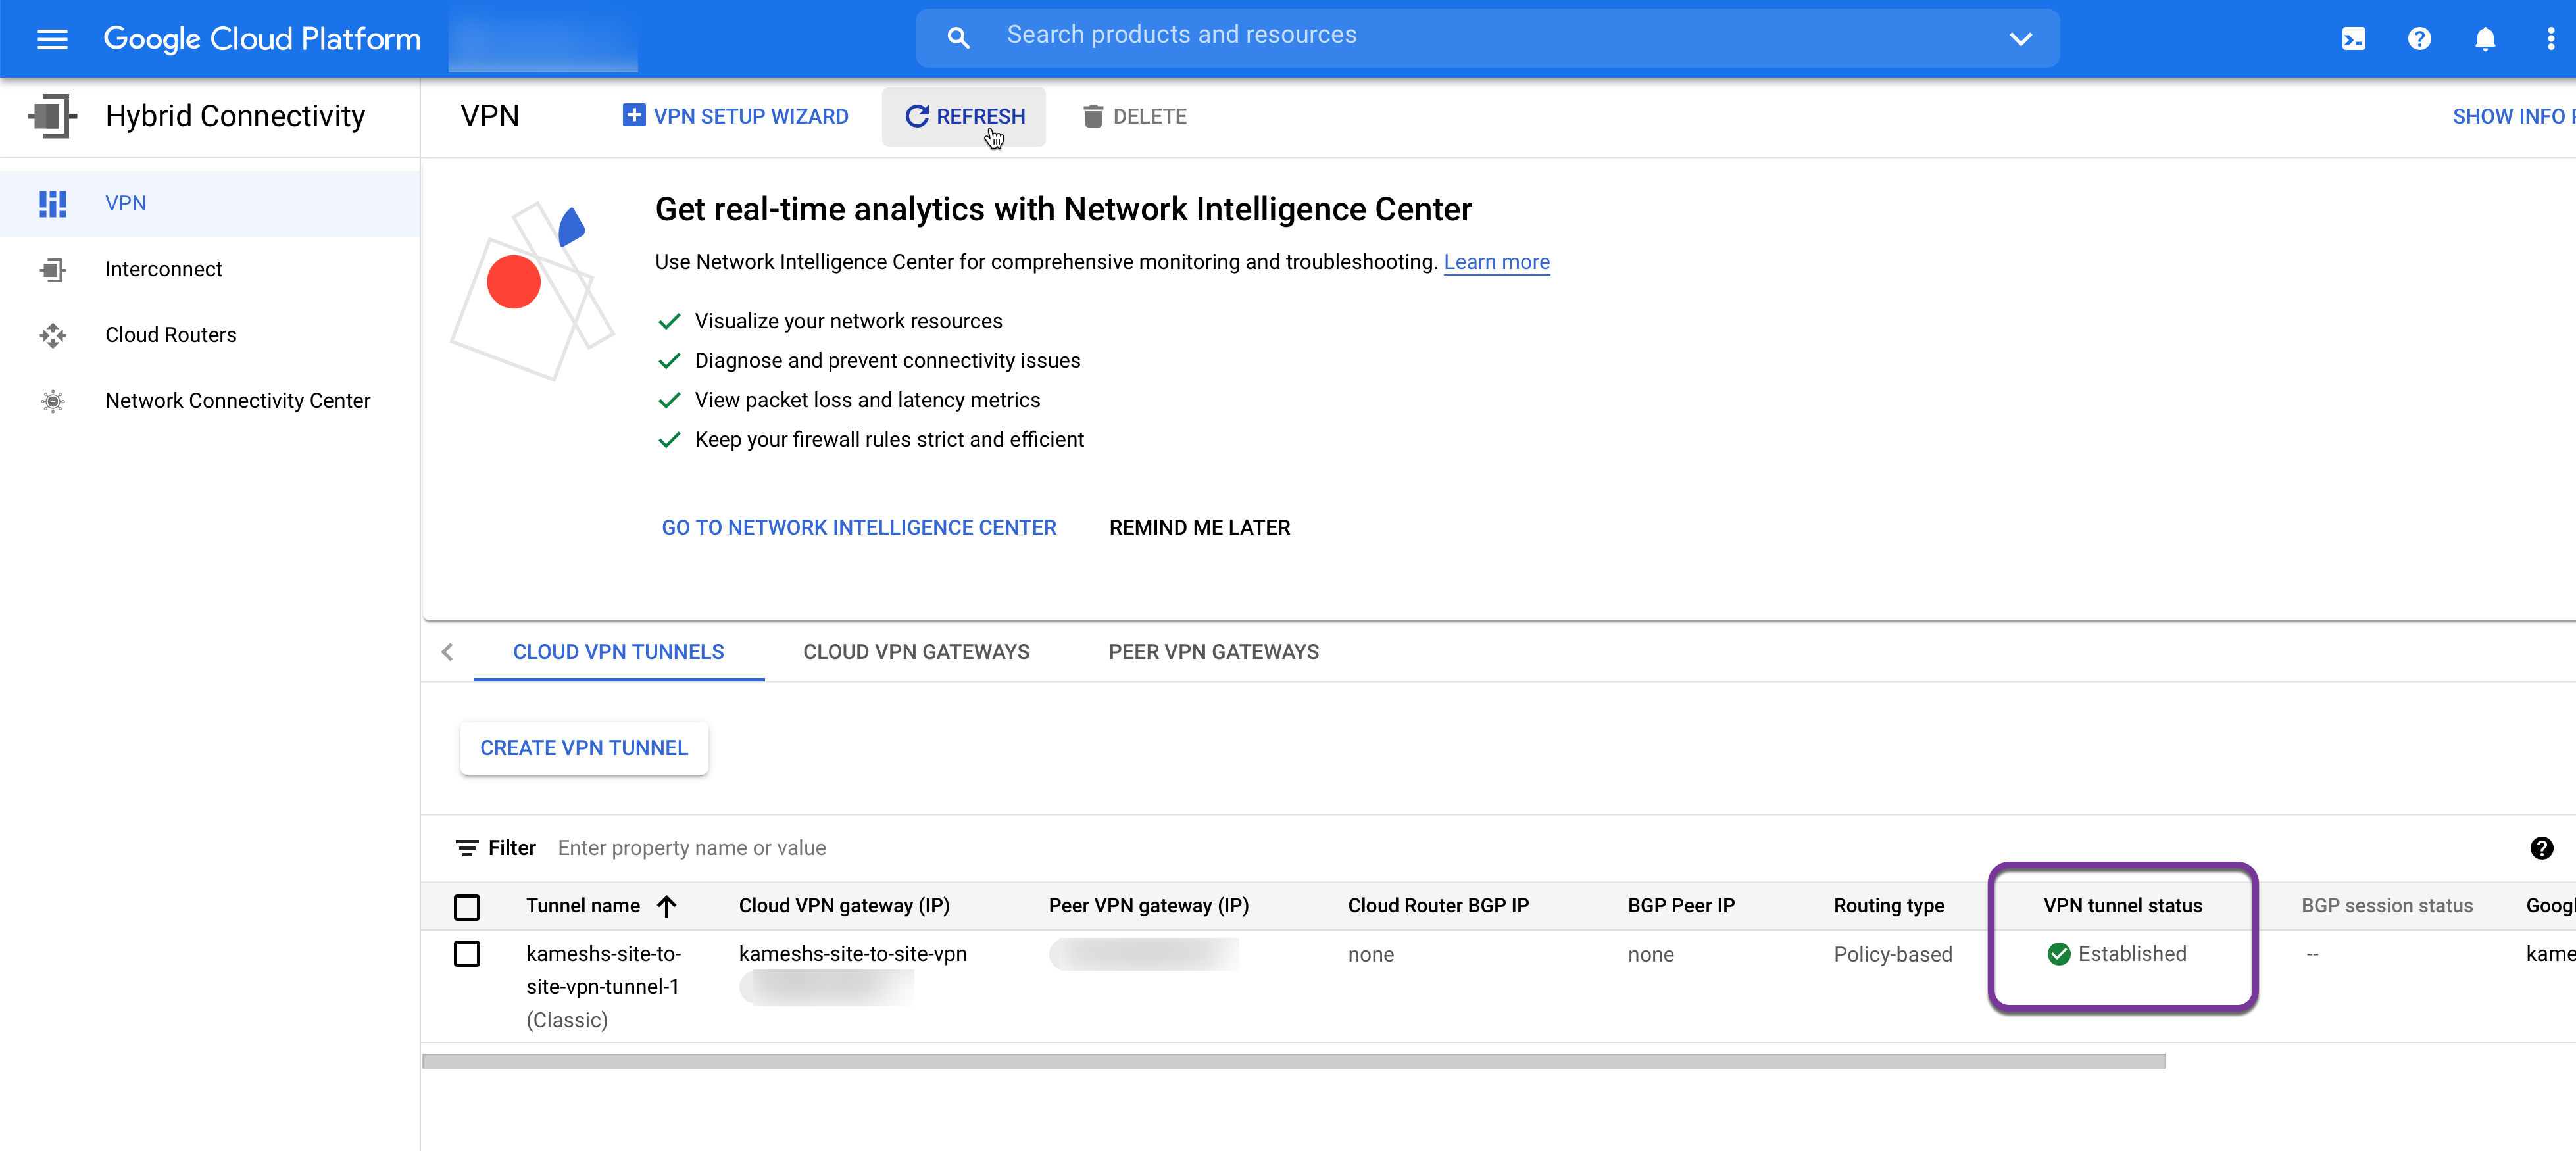 Google Cloud Platform
Search products and resources
Hybrid Connectivity
VPN
VPN SETUP WIZARD
REFRESH
DELETE
SHOW INFO
VPN
Interconnect
Cloud Routers
Network Connectivity Center
Get real-time analytics with Network Intelligence Center
Use Network Intelligence Center for comprehensive monitoring and troubleshooting. Learn more
Visualize your network resources
Diagnose and prevent connectivity issues
View packet loss and latency metrics
Keep your firewall rules strict and efficient
GO TO NETWORK INTELLIGENCE CENTER
REMIND ME LATER
CLOUD VPN TUNNELS
CLOUD VPN GATEWAYS
PEER VPN GATEWAYS
CREATE VPN TUNNEL
Filter Enter property name or value
Tunnel name Cloud VPN gateway (IP) Peer VPN gateway (IP) Cloud Router BGP IP BGP Peer IP Routing type VPN tunnel status BGP session status Googl
kameshs-site-to- kameshs-site-to-site-vpn none none Policy-based Established -- kame
site-vpn-tunnel-1
(Classic)